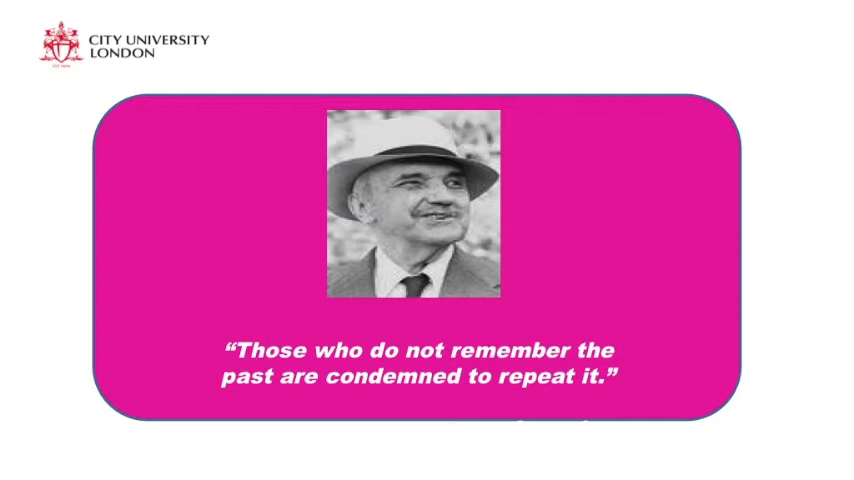 CITY UNIVERSITY
LONDON
“Those who do not remember the
past are condemned to repeat it.”